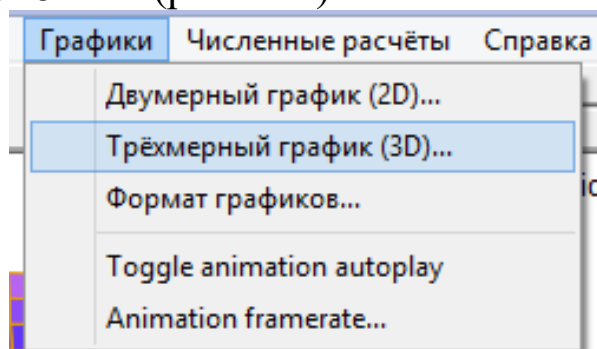 Графики Численные расчёты Справка
Двумерный график (2D)...
Трёхмерный график (3D)...
Формат графиков...
Toggle animation autoplay
Animation framerate...